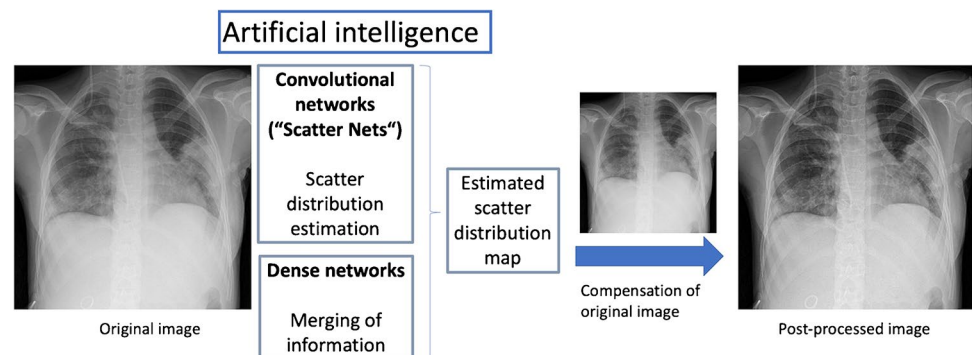 Artificial intelligence
Convolutional
networks
(“Scatter Nets“)
Scatter
distribution
estimation
Dense networks
Merging of
information
Estimated
scatter
distribution
map
Compensation of
original image
Original image
Post-processed image